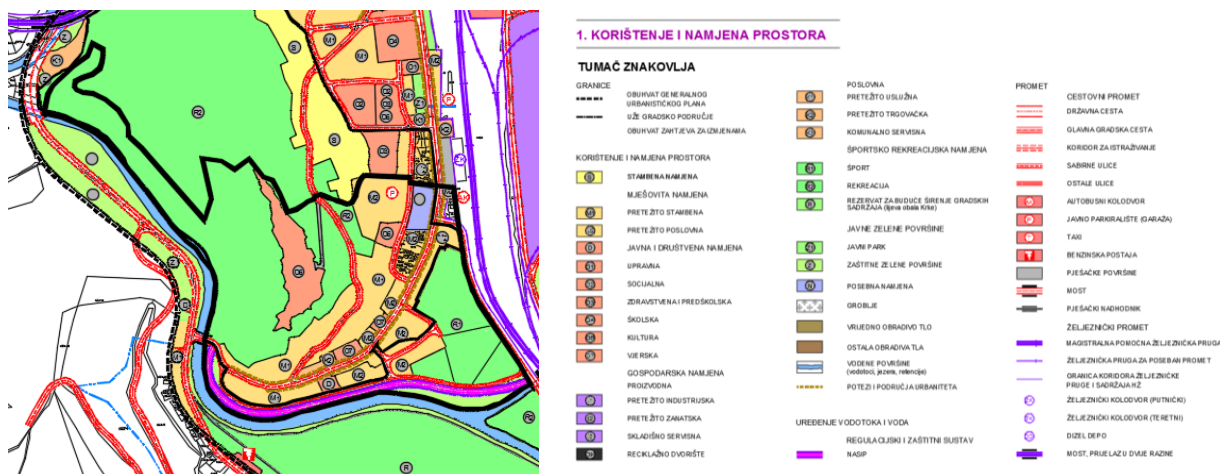 1. KORIŠTENJE I NAMJENA PROSTORA
TUMAČ ZNAKOVLJA
GRANICE
OBUHVAT GENERALNOG
URBANISTIČKOG PLANA
UŽE GRADSKO PODRUČJE
OBUHVAT ZAHTJEVA ZA IZMJENAMA
KORIŠTENJE I NAMJENA PROSTORA
STAMBENA NAMJENA
MJEŠOVITA NAMJENA
PRETEŽITO STAMBENA
PRETEŽITO POSLOVNA
JAVNA I DRUŠTVENA NAMJENA
UPRAVNA
SOCIJALNA
ZDRAVSTVENA I PREDŠKOLSKA
ŠKOLSKA
KULTURA
VJERSKA
GOSPODARSKA NAMJENA
PROIZVODNA
PRETEŽITO INDUSTRIJSKA
PRETEŽITO ZANATSKA
SKLADIŠNO SERVISNA
RECIKLAŽNO DVORIŠTE
POSLOVNA
PRETEŽITO USLUŽNA
PRETEŽITO TRGOVAČKA
KOMUNALNO SERVISNA
ŠPORTSKO REKREACIJSKA NAMJENA
ŠPORT
REKREACIJA
REZERVAT ZA BUDUĆE ŠIRENJE GRADSKIH
SADRŽAJA (lijeva obala Krke)
JAVNE ZELENE POVRŠINE
JAVNI PARK
ZAŠTITNE ZELENE POVRŠINE
POSEBNA NAMJENA
GROBLJE
VRIJEDNO OBRADIVO TLO
OSTALA OBRADIVA TLA
VODENE POVRŠINE
(vodotoci, jezera, retencije)
POTEZI I PODRUČJA URBANITETA
UREĐENJE VODOTOKA I VODA
REGULACIJSKI I ZAŠTITNI SUSTAV
NASIP
PROMET
CESTOVNI PROMET
DRŽAVNA CESTA
GLAVNA GRADSKA CESTA
KORIDOR ZA ISTRAŽIVANJE
SABIRNE ULICE
OSTALE ULICE
AUTOBUSNI KOLODVOR
JAVNO PARKIRALIŠTE (GARAŽA)
TAXI
BENZINSKA POSTAJA
PJEŠAČKE POVRŠINE
MOST
PJEŠAČKI NADHODNIK
ŽELJEZNIČKI PROMET
MAGISTRALNA POMOĆNA ŽELJEZNIČKA PRUGA
ŽELJEZNIČKA PRUGA ZA POSEBAN PROMET
GRANICA KORIDORA ŽELJEZNIČKE
PRUGE I SADRŽAJA HŽ
ŽELJEZNIČKI KOLODVOR (PUTNIČKI)
ŽELJEZNIČKI KOLODVOR (TERETNI)
DIZEL DEPO
MOST, PRIJELAZ U DVIJE RAZINE